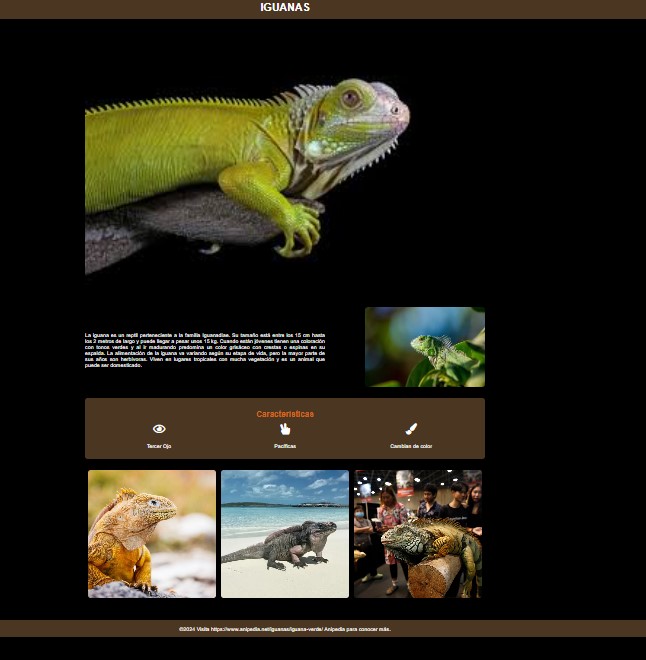 IGUANAS
La iguana es un reptil perteneciente a la familia Iguanadiae. Su tamaño está entre los 15 cm hasta
los 2 metros de largo y puede llegar a pesar unos 15 kg. Cuando están jóvenes tienen una coloración
con tonos verdes y al ir madurando predomina un color grisáceo con crestas o espinas en su
espalda. La alimentación de la iguana va variando según su etapa de vida, pero la mayor parte de
sus años son herbívoras. Viven en lugares tropicales con mucha vegetación y es un animal que
puede ser domesticado.
Características
Tercer Ojo
Pacíficas
Cambian de color
©2024 Visita https://www.anipedia.net/iguanas/iguana-verde/ Anipedia para conocer más.